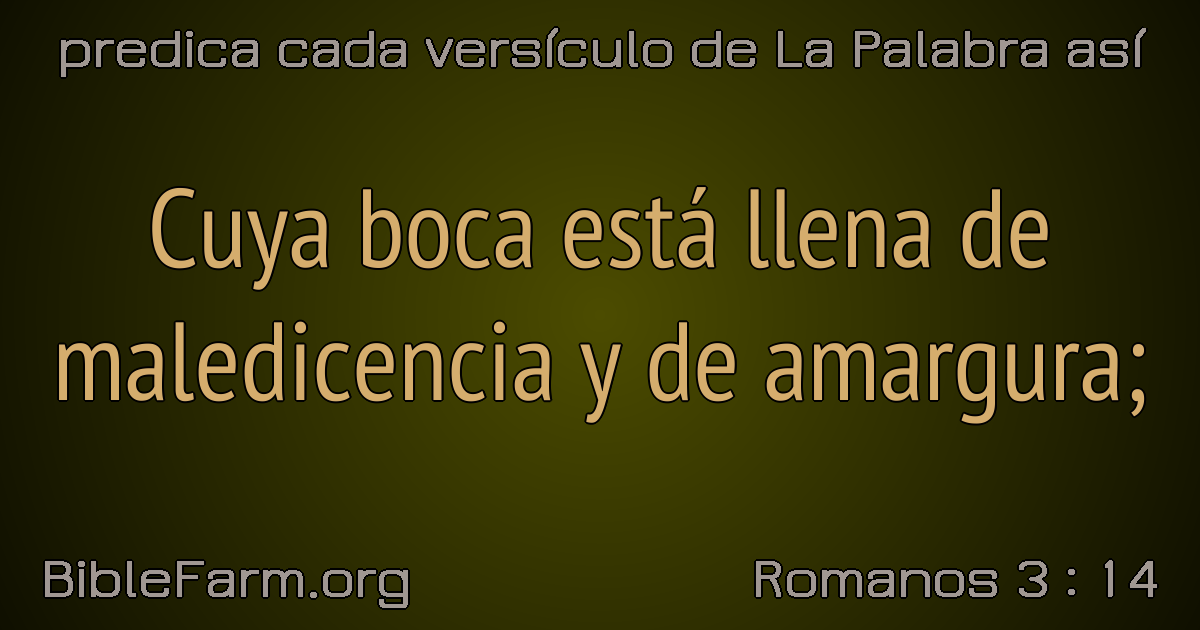 predica cada versículo de La Palabra así
Cuya boca está llena de
maledicencia y de amargura;
BibleFarm.org
Romanos 3 : 14